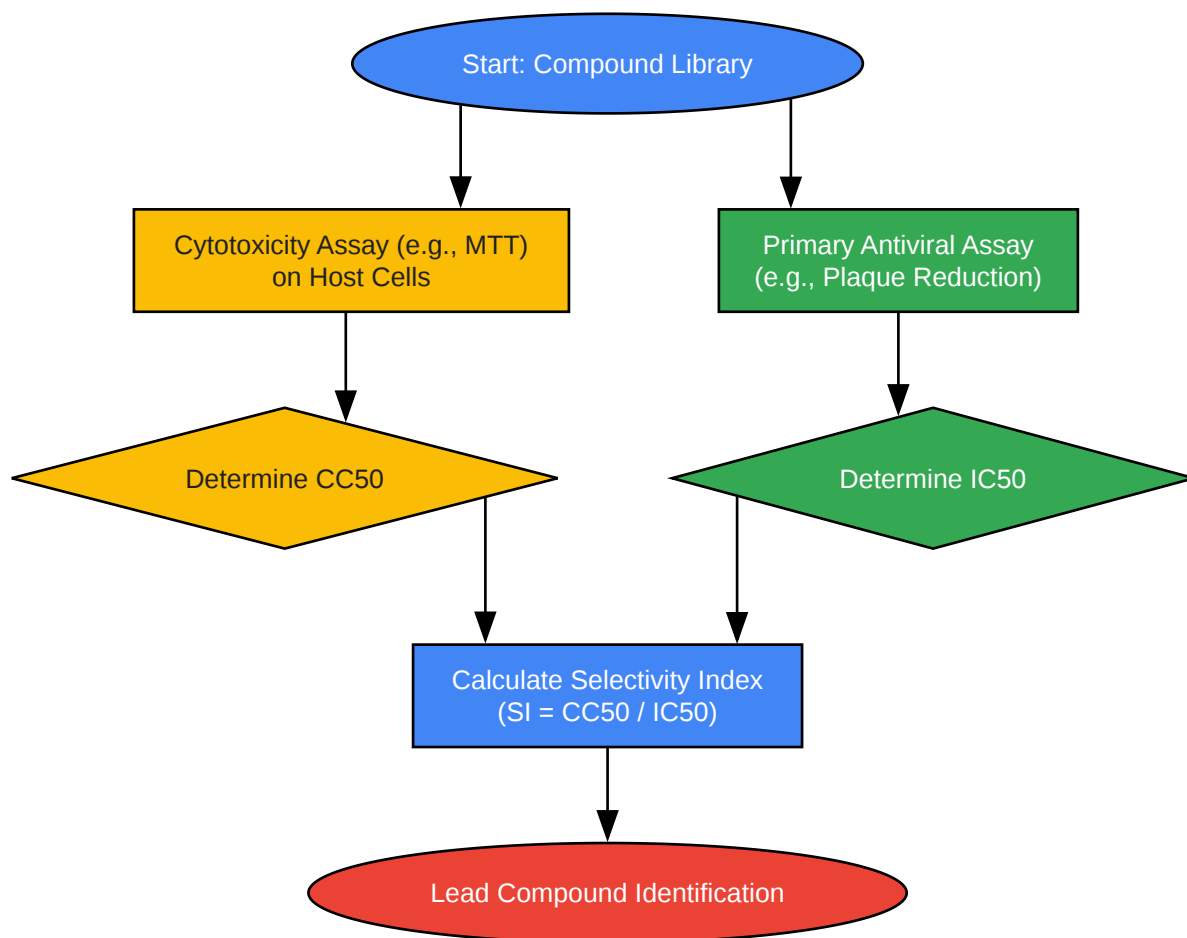 Start: Compound Library
Cytotoxicity Assay (e.g., MTT)
on Host Cells
Primary Antiviral Assay
(e.g., Plaque Reduction)
Determine CC50
Determine IC50
Calculate Selectivity Index
(SI = CC50 / IC50)
Lead Compound Identification